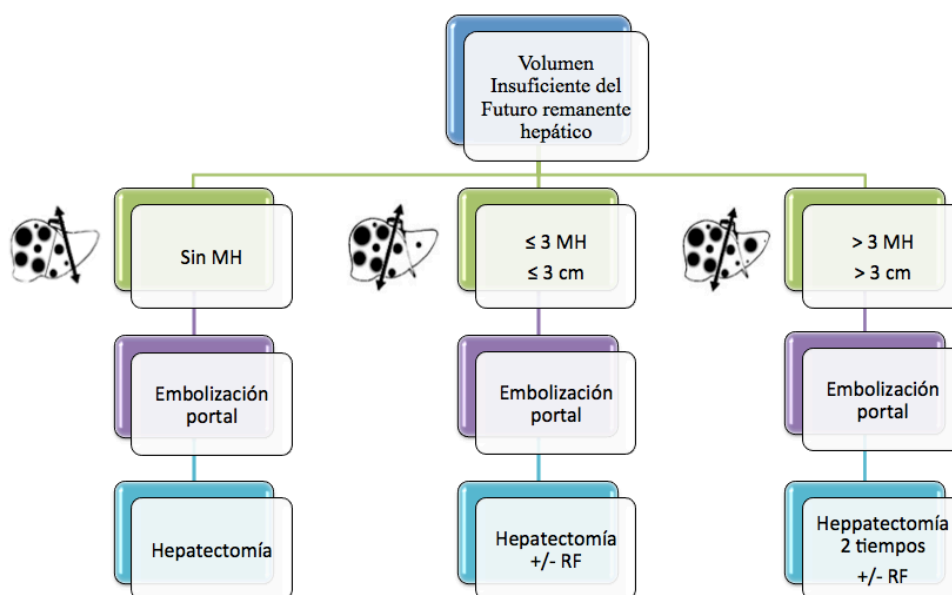 Volumen
Insuficiente del
Futuro remanente
hepático
Sin MH
≤ 3 MH
≤ 3 cm
> 3 MH
> 3 cm
Embolización
portal
Embolización
portal
Embolización
portal
Hepatectomía
Hepatectomía
+/- RF
Heppatectomía
2 tiempos
+/- RF